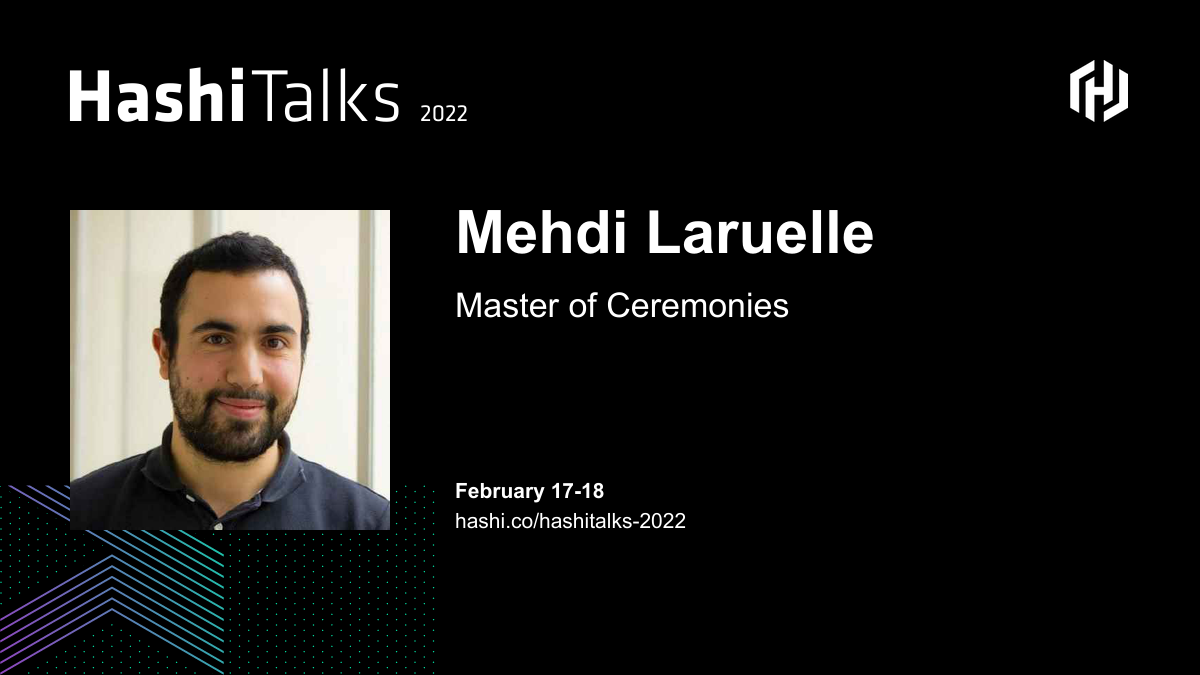 HashiTalks 2022
Mehdi Laruelle
Master of Ceremonies
February 17-18
hashi.co/hashitalks-2022